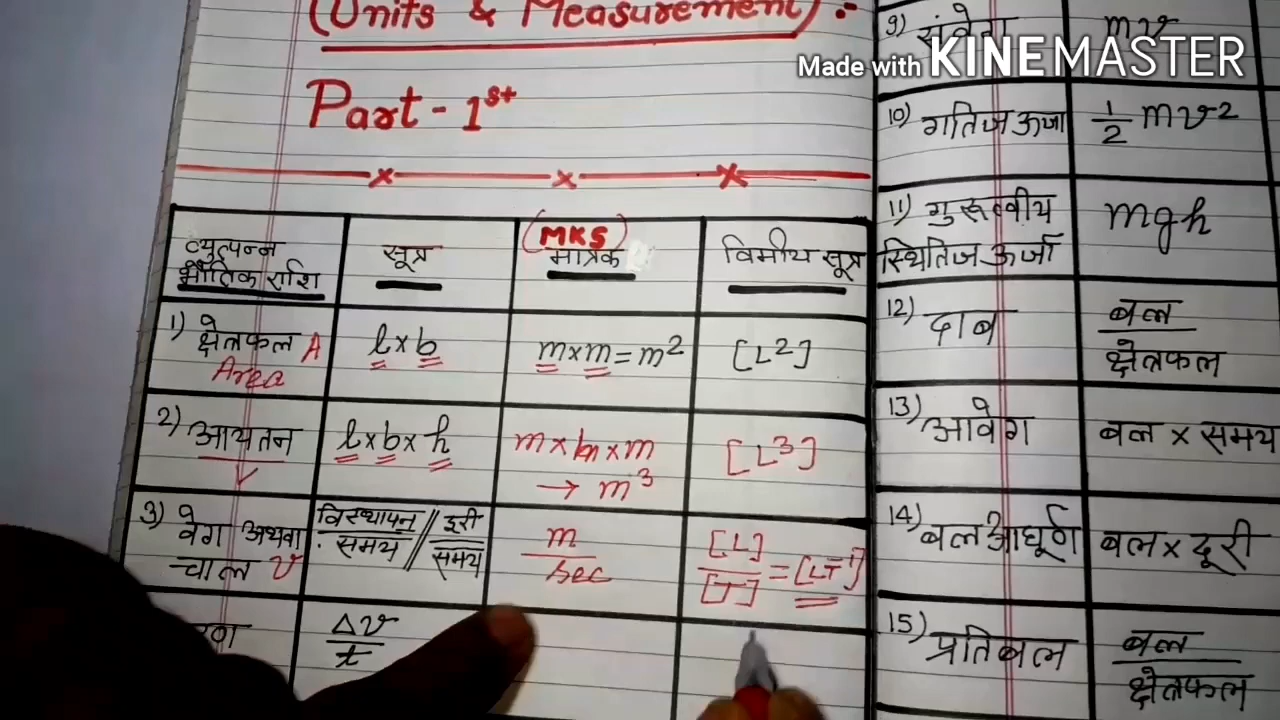 (Units & Measurement) :-
Part - 1st
व्युत्पन्न
भौतिक राशि
सूत्र
(MKS)
मात्रक
विमीय सूत्र
1) क्षेत्रफल A
Area
l×b
m×m=m²
[L²]
2) आयतन
l×b×h
m×m×m
→ m³
[L³]
3) वेग अथवा
चाल v
विस्थापन // दूरी
समय // समय
m
sec
[L]
[T] = [LT⁻¹]
Δv
t
9) संवेग
mv
10) गतिज ऊर्जा
1/2 mv²
11) गुरूत्वीय
स्थितिज ऊर्जा
mgh
12) दाब
बल
क्षेत्रफल
13) आवेग
बल × समय
14) बल आघूर्ण
बल × दूरी
15) प्रतिबल
बल
क्षेत्रफल
Made with KINEMASTER